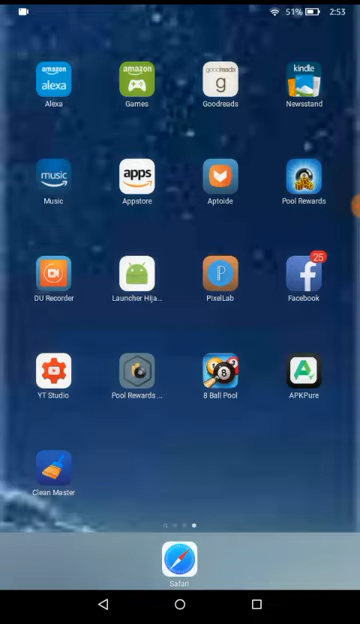 51% 2:53
amazon
alexa
amazon
goodreads
g
kindle
Alexa
Games
Goodreads
Newsstand
music
apps
Music
Appstore
Aptoide
Pool Rewards
25
DU Recorder
Launcher Hija...
PixelLab
Facebook
8
YT Studio
Pool Rewards ...
8 Ball Pool
APKPure
Clean Master
Safari